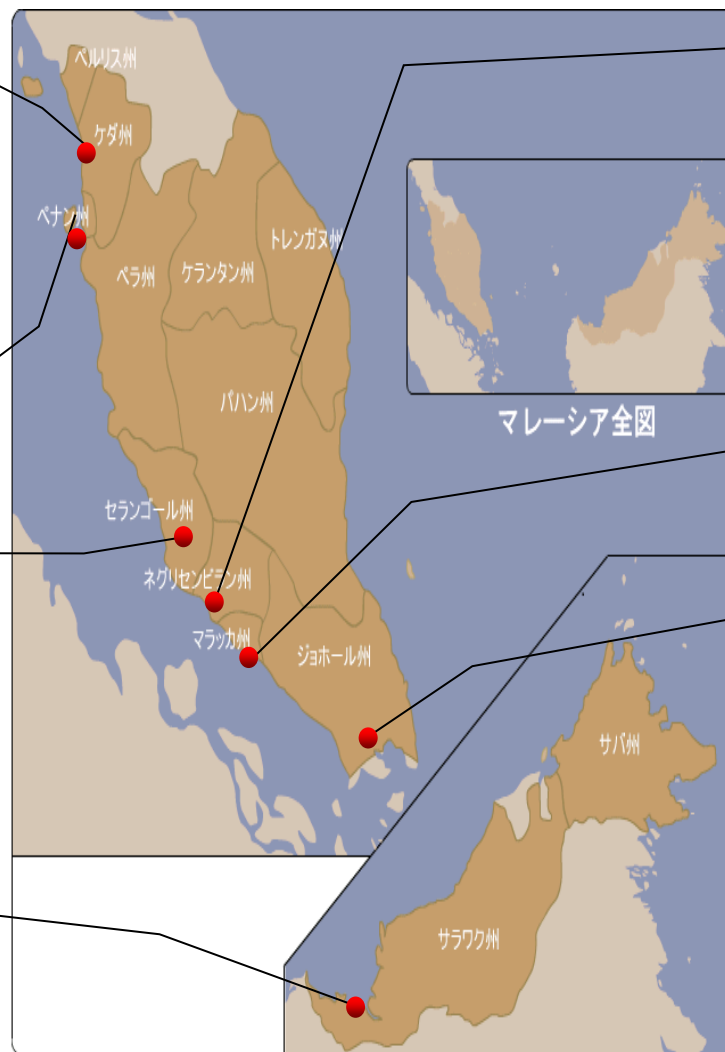 ペルリス州
ケダ州
ペナン州
ペラ州
ケランタン州
トレンガヌ州
パハン州
マレーシア全図
セランゴール州
ネグリセンビラン州
マラッカ州
ジョホール州
サバ州
サラワク州